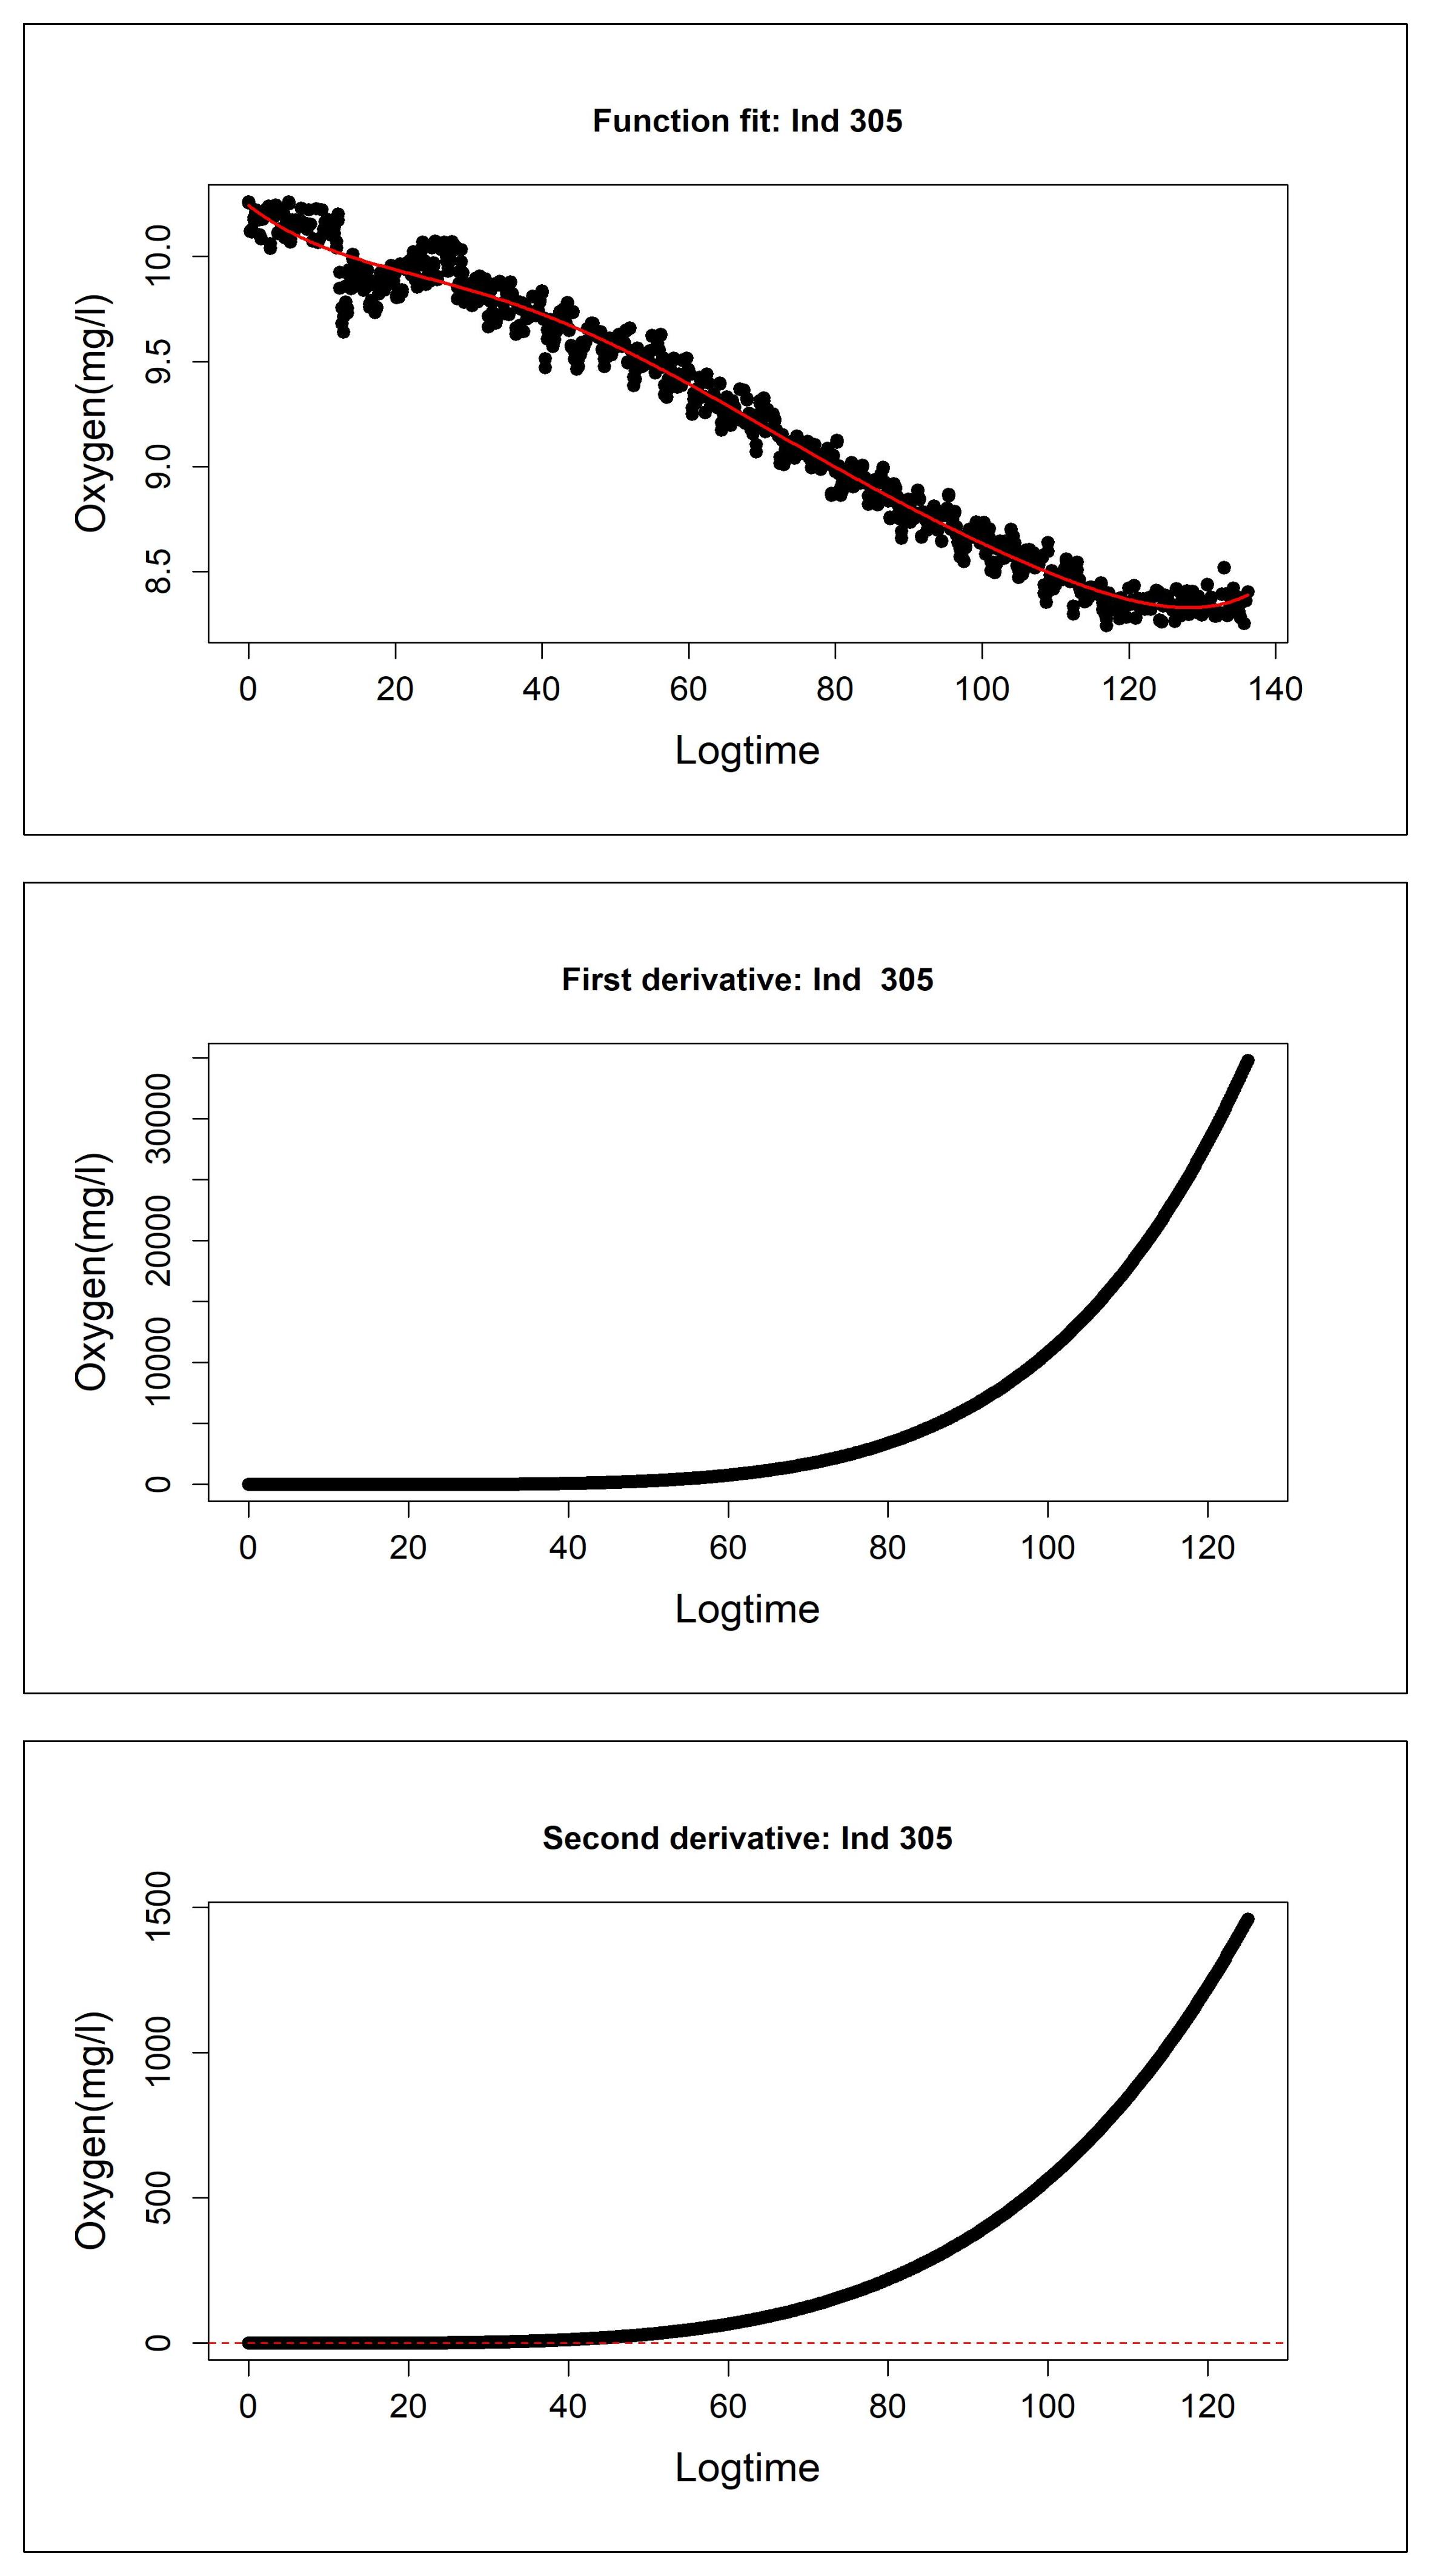 Function fit: Ind 305
Oxygen(mg/l)
10.0
9.5
9.0
8.5
0 20 40 60 80 100 120 140
Logtime
First derivative: Ind  305
Oxygen(mg/l)
30000
20000
10000
0
0 20 40 60 80 100 120
Logtime
Second derivative: Ind 305
Oxygen(mg/l)
1500
1000
500
0
0 20 40 60 80 100 120
Logtime